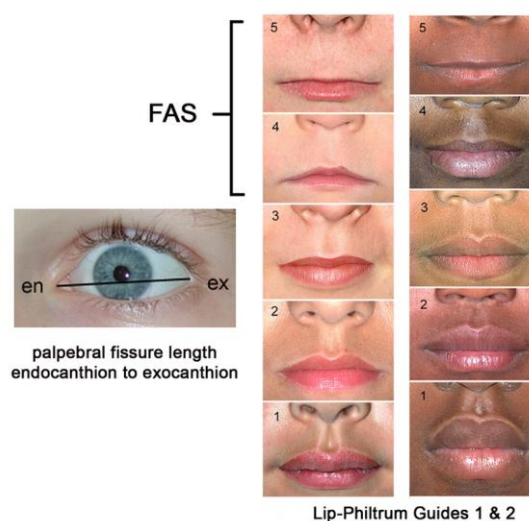 FAS
5
4
3
2
1
5
4
3
2
1
en
ex
palpebral fissure length
endocanthion to exocanthion
Lip-Philtrum Guides 1 & 2